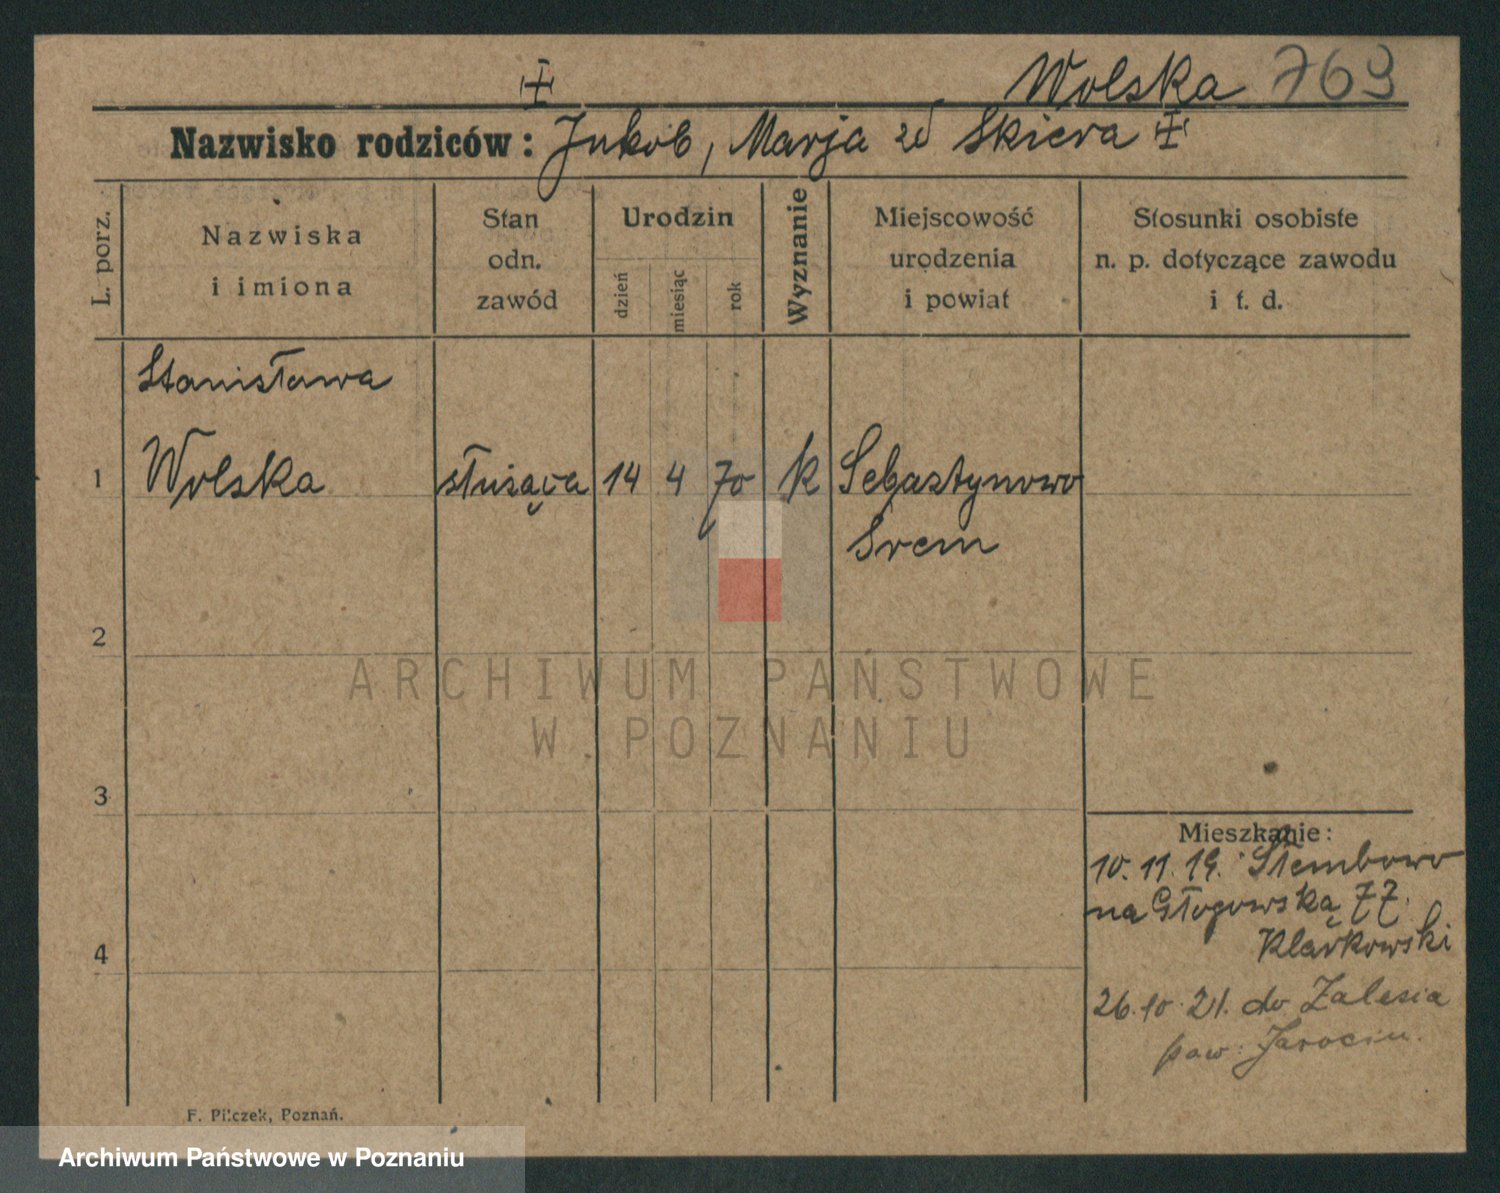 Wolska 769
Nazwisko rodziców: Jakob, Marja zd Skiera
L. porz.
Nazwiska
i imiona
Stan
odn.
zawód
Urodzin
dzień
miesiąc
rok
Wyznanie
Miejscowość
urodzenia
i powiat
Stosunki osobiste
n. p. dotyczące zawodu
i t. d.
Stanisława
1 Wolska służąca 14 4 70 k Sebastynowo
Śrem
2
3
4
Mieszkanie:
10. 11. 19.
na Głogowską 77.
26. 10. 21. do Zalesia
pow. Jarocin.
F. Pilczek, Poznań.
ARCHIWUM PAŃSTWOWE
W POZNANIU
Archiwum Państwowe w Poznaniu